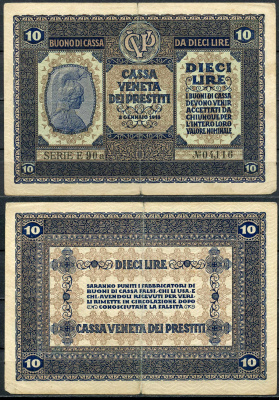 10 BUONO DI CASSA CVP DA DIECI LIRE 10
CASSA
VENETA
DEI PRESTITI
2 GENNAIO 1918
DIECI
LIRE
I BUONI DI CASSA
DEVONO VENIR
ACCETTATI DA
CHIUNQUE PER
L'INTERO LORO
VALORE NOMINALE
SERIE E 90
No 04116
10 10
10 10
DIECI LIRE
SARANNO PUNITI I FABBRICATORI DI
BUONI DI CASSA FALSI, CHI LI USA, E
CHI AVENDOLI RICEVUTI PER VERI,
LI RIMETTE IN CIRCOLAZIONE DOPO
CONOSCIUTANE LA FALSITÀ
CASSA VENETA DEI PRESTITI
10 10